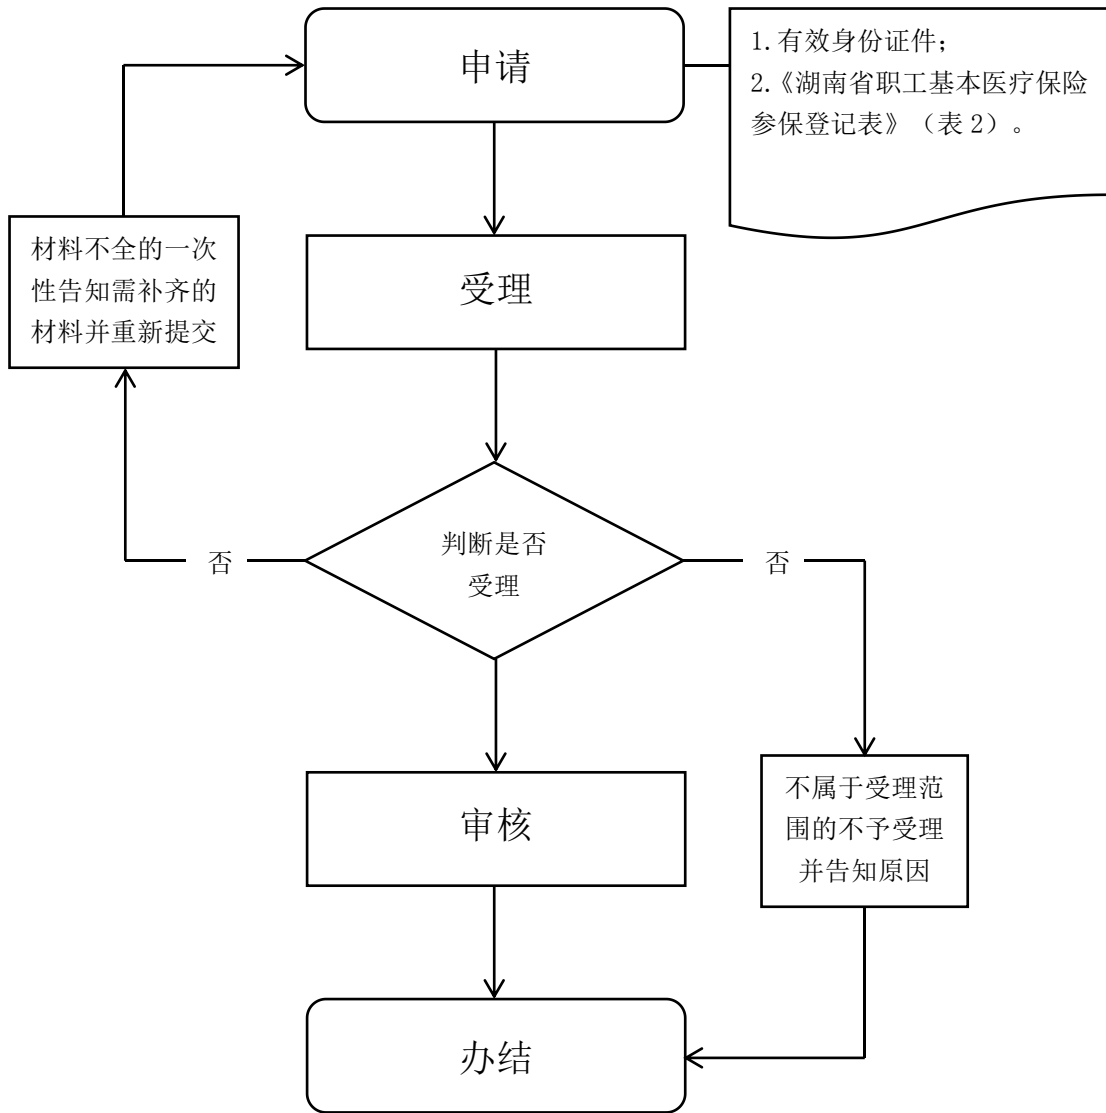 申请
1.有效身份证件；
2.《湖南省职工基本医疗保险
参保登记表》（表 2）。
材料不全的一次
性告知需补齐的
材料并重新提交
受理
否
判断是否
受理
否
审核
不属于受理范
围的不予受理
并告知原因
办结